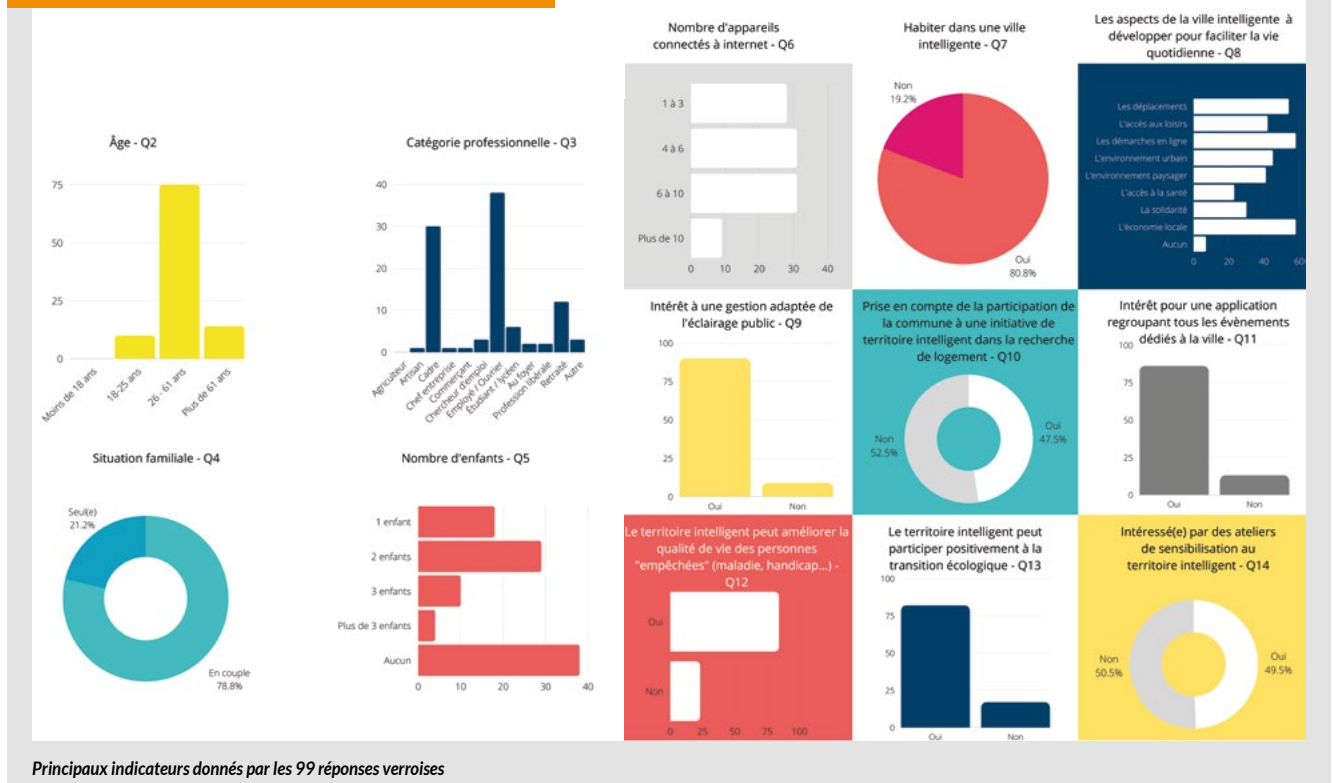 Âge - Q2
75
50
25
0
Moins de 18 ans
18-25 ans
26 - 61 ans
Plus de 61 ans
Catégorie professionnelle - Q3
40
30
20
10
0
Agriculteur
Artisan
Cadre
Chef entreprise
Commerçant
Chercheur d'emploi
Employé / Ouvrier
Étudiant / lycéen
Au foyer
Profession libérale
Retraité
Autre
Situation familiale - Q4
Seul(e)
21.2%
En couple
78.8%
Nombre d'enfants - Q5
1 enfant
2 enfants
3 enfants
Plus de 3 enfants
Aucun
0 10 20 30 40
Nombre d'appareils
connectés à internet - Q6
1 à 3
4 à 6
6 à 10
Plus de 10
0 10 20 30 40
Habiter dans une ville
intelligente - Q7
Non
19.2%
Oui
80.8%
Les aspects de la ville intelligente à
développer pour faciliter la vie
quotidienne - Q8
Les déplacements
L'accès aux loisirs
Les démarches en ligne
L'environnement urbain
L'environnement paysager
L'accès à la santé
La solidarité
L'économie locale
Aucun
0 20 40 60
Intérêt à une gestion adaptée de
l'éclairage public - Q9
100
75
50
25
0
Oui Non
Prise en compte de la participation de
la commune à une initiative de
territoire intelligent dans la recherche
de logement - Q10
Non
52.5%
Oui
47.5%
Intérêt pour une application
regroupant tous les évènements
dédiés à la ville - Q11
100
75
50
25
0
Oui Non
Le territoire intelligent peut améliorer la
qualité de vie des personnes
"empêchées" (maladie, handicap...) -
Q12
Oui
Non
0 25 50 75 100
Le territoire intelligent peut
participer positivement à la
transition écologique - Q13
100
75
50
25
0
Oui Non
Intéressé(e) par des ateliers
de sensibilisation au
territoire intelligent - Q14
Non
50.5%
Oui
49.5%
Principaux indicateurs donnés par les 99 réponses verroises